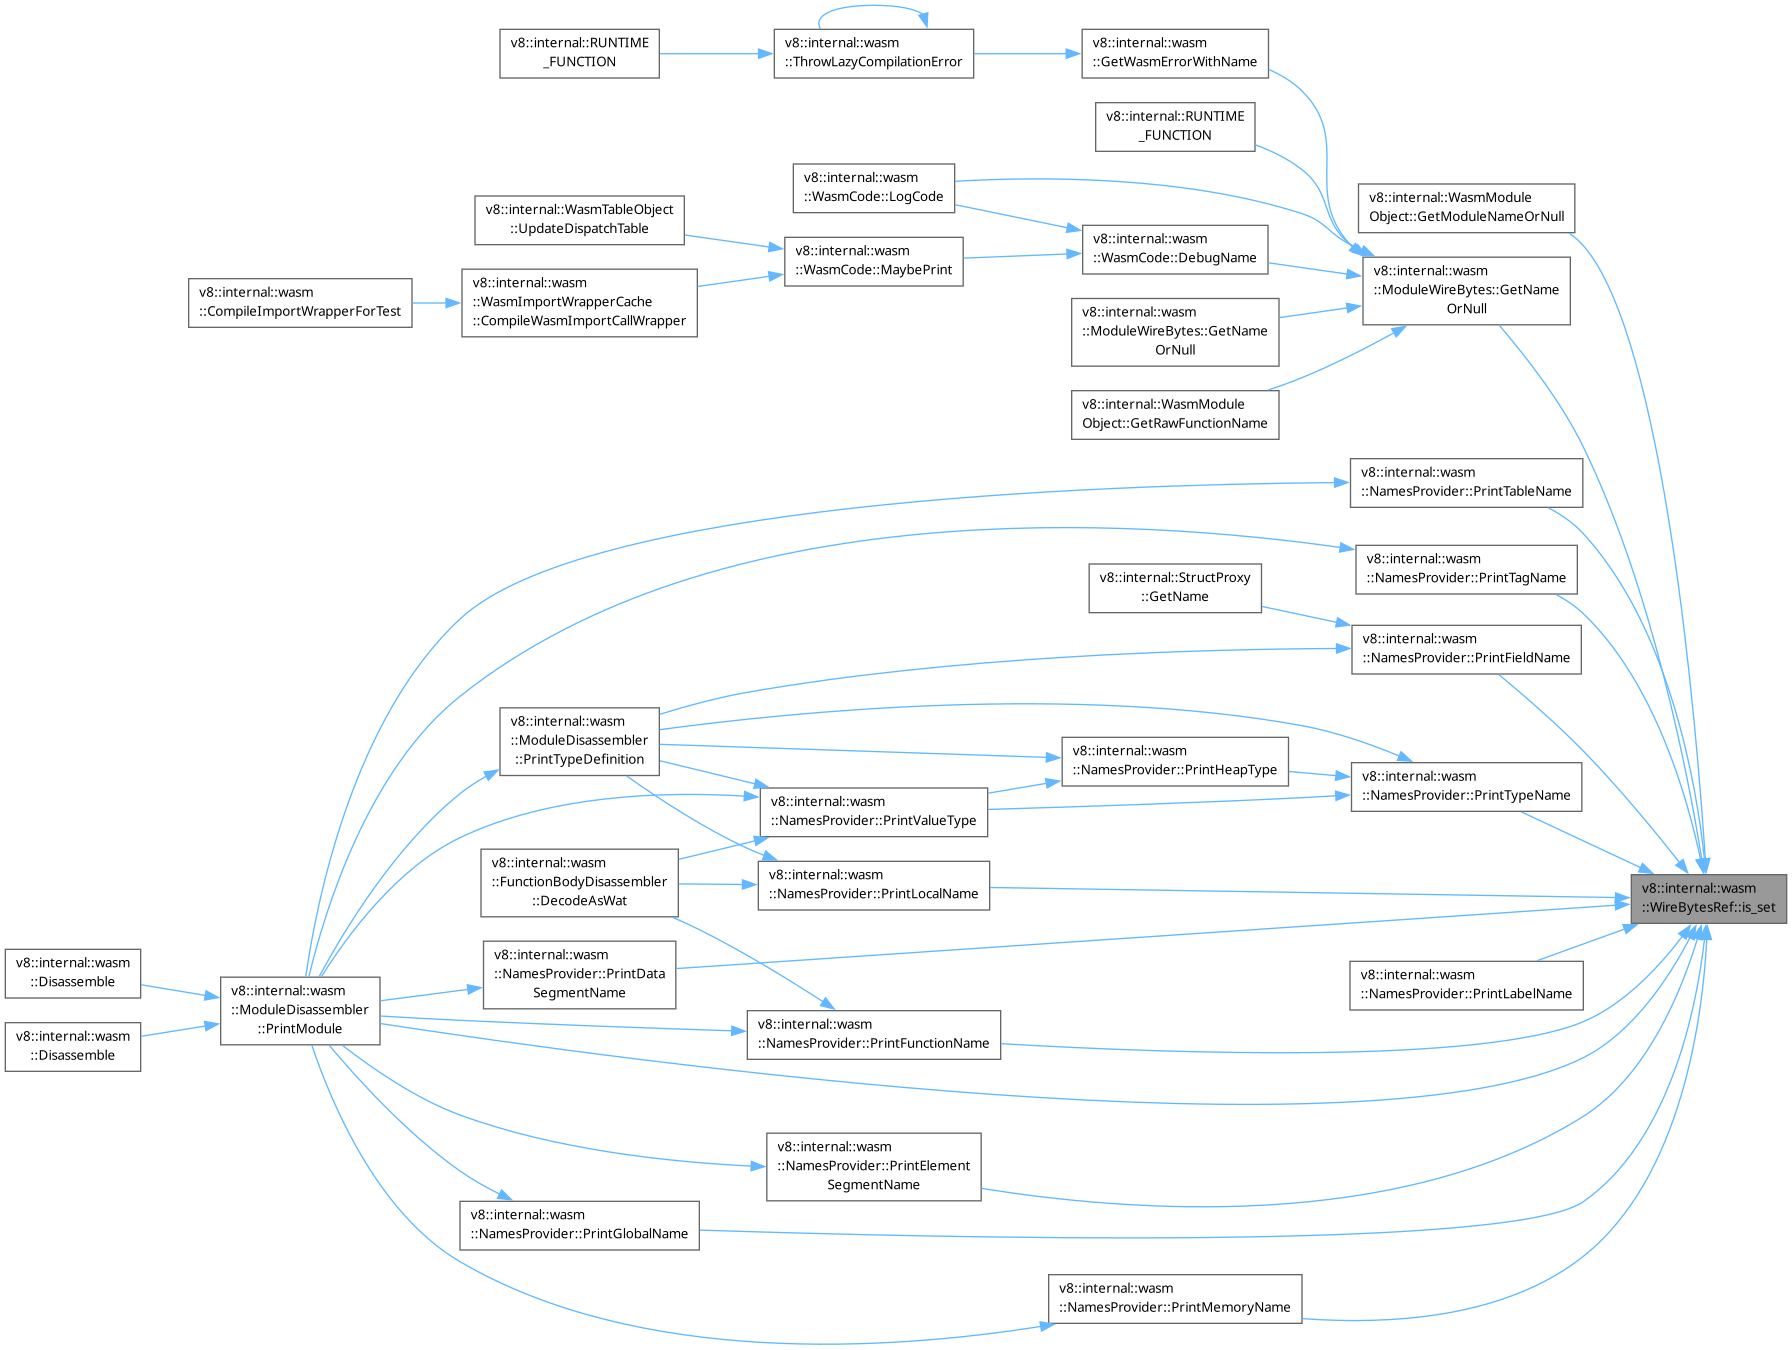 v8::internal::RUNTIME
_FUNCTION
v8::internal::wasm
::ThrowLazyCompilationError
v8::internal::wasm
::GetWasmErrorWithName
v8::internal::RUNTIME
_FUNCTION
v8::internal::wasm
::WasmCode::LogCode
v8::internal::WasmModule
Object::GetModuleNameOrNull
v8::internal::WasmTableObject
::UpdateDispatchTable
v8::internal::wasm
::WasmCode::MaybePrint
v8::internal::wasm
::WasmCode::DebugName
v8::internal::wasm
::ModuleWireBytes::GetName
OrNull
v8::internal::wasm
::CompileImportWrapperForTest
v8::internal::wasm
::WasmImportWrapperCache
::CompileWasmImportCallWrapper
v8::internal::wasm
::ModuleWireBytes::GetName
OrNull
v8::internal::WasmModule
Object::GetRawFunctionName
v8::internal::wasm
::NamesProvider::PrintTableName
v8::internal::wasm
::NamesProvider::PrintTagName
v8::internal::StructProxy
::GetName
v8::internal::wasm
::NamesProvider::PrintFieldName
v8::internal::wasm
::ModuleDisassembler
::PrintTypeDefinition
v8::internal::wasm
::NamesProvider::PrintHeapType
v8::internal::wasm
::NamesProvider::PrintTypeName
v8::internal::wasm
::NamesProvider::PrintValueType
v8::internal::wasm
::FunctionBodyDisassembler
::DecodeAsWat
v8::internal::wasm
::NamesProvider::PrintLocalName
v8::internal::wasm
::WireBytesRef::is_set
v8::internal::wasm
::Disassemble
v8::internal::wasm
::NamesProvider::PrintData
SegmentName
v8::internal::wasm
::NamesProvider::PrintLabelName
v8::internal::wasm
::ModuleDisassembler
::PrintModule
v8::internal::wasm
::Disassemble
v8::internal::wasm
::NamesProvider::PrintFunctionName
v8::internal::wasm
::NamesProvider::PrintElement
SegmentName
v8::internal::wasm
::NamesProvider::PrintGlobalName
v8::internal::wasm
::NamesProvider::PrintMemoryName